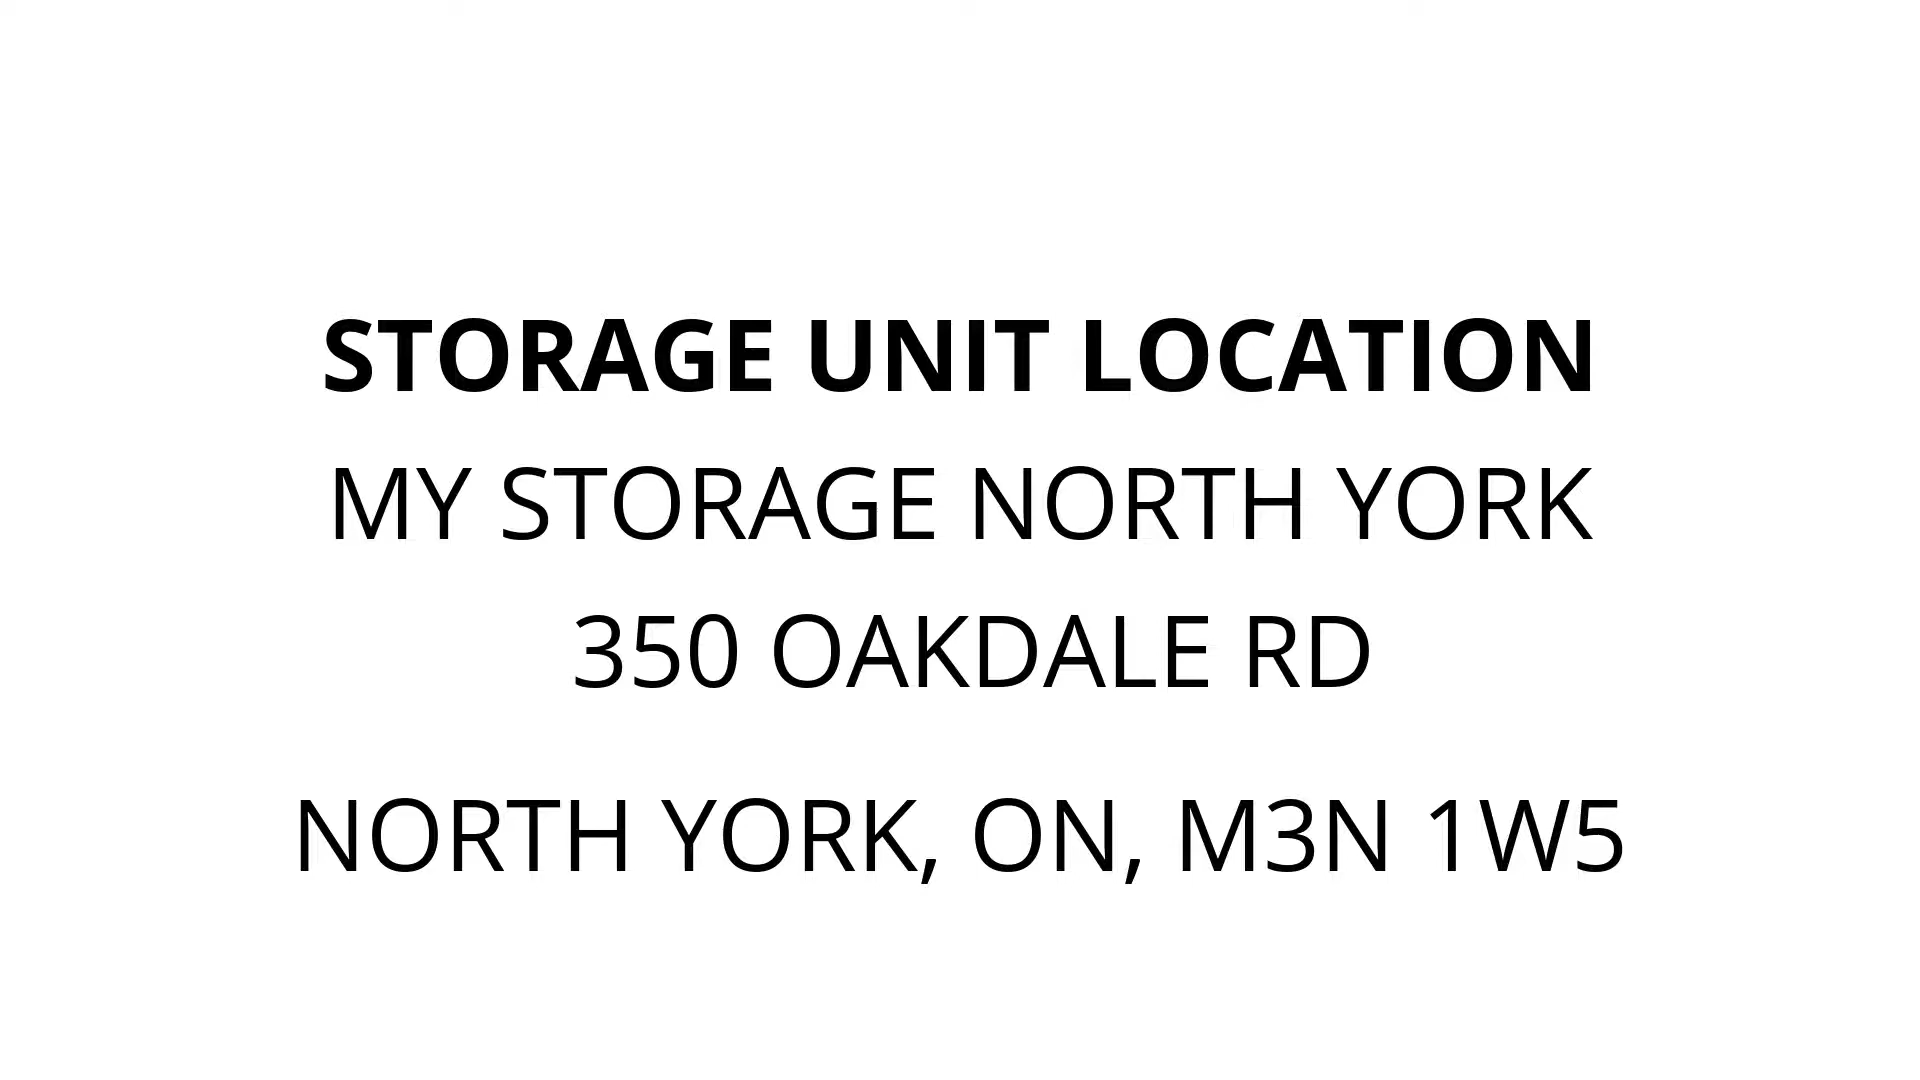 STORAGE UNIT LOCATION
MY STORAGE NORTH YORK
350 OAKDALE RD
NORTH YORK, ON, M3N 1W5